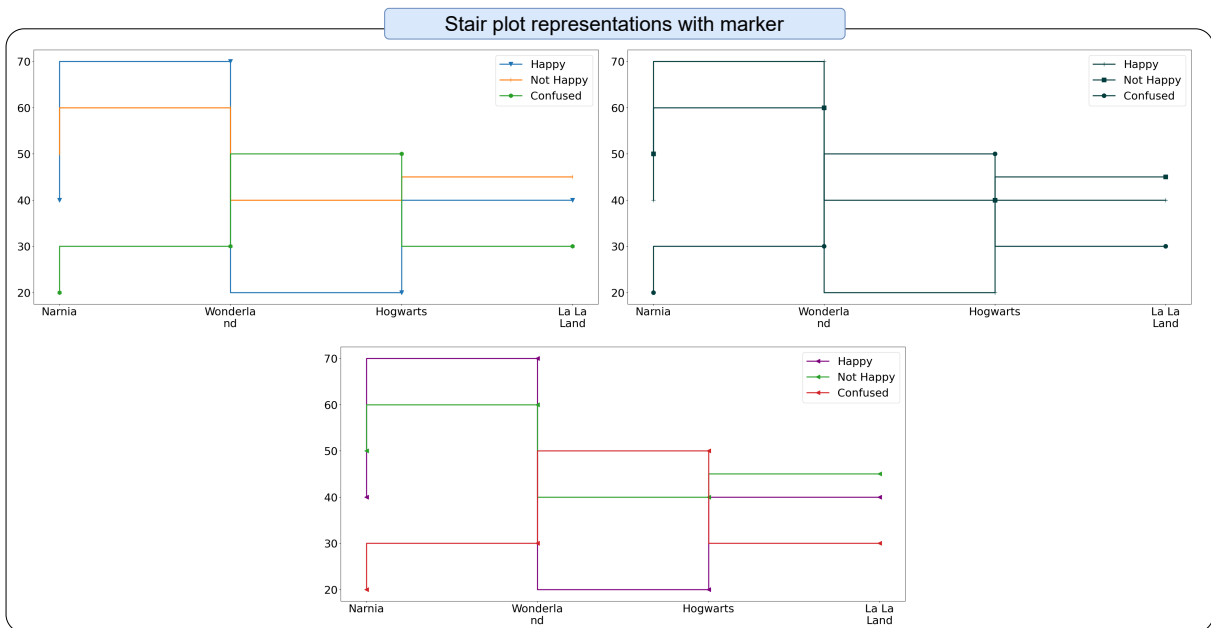 Stair plot representations with marker
70
60
50
40
30
20
Narnia
Wonderla
nd
Hogwarts
La La
Land
Happy
Not Happy
Confused
70
60
50
40
30
20
Narnia
Wonderla
nd
Hogwarts
La La
Land
Happy
Not Happy
Confused
70
60
50
40
30
20
Narnia
Wonderla
nd
Hogwarts
La La
Land
Happy
Not Happy
Confused